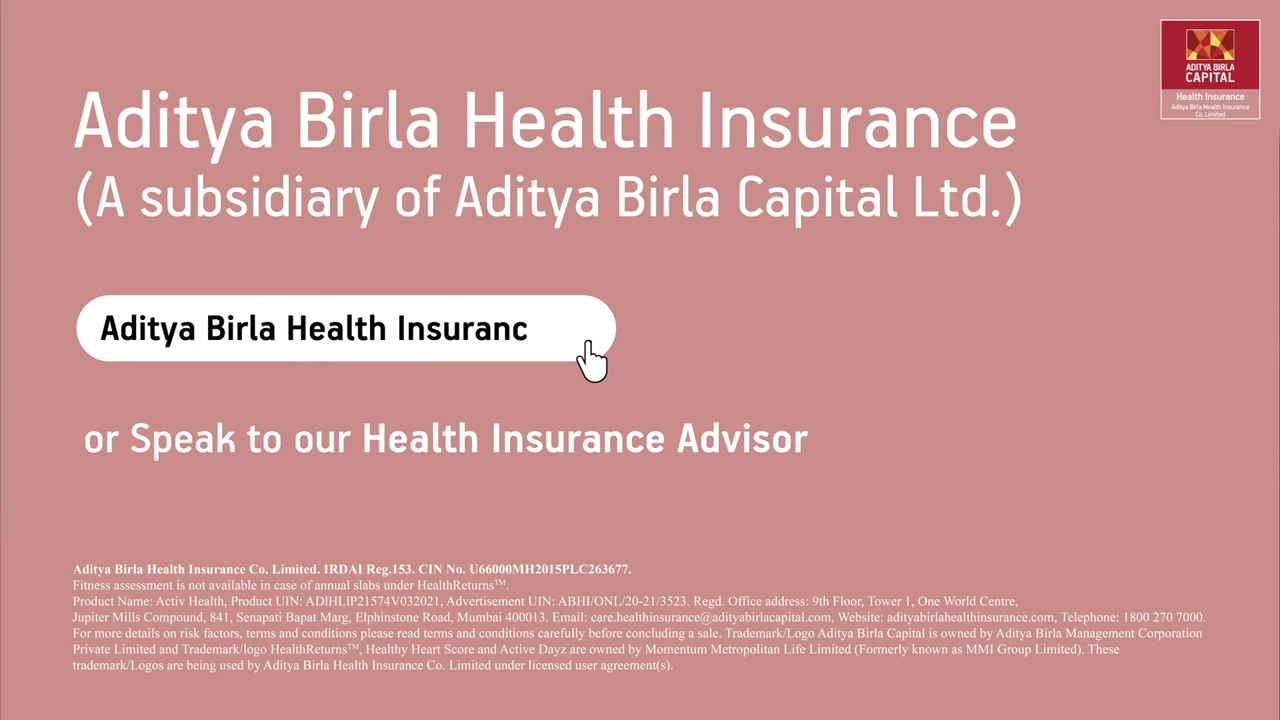 ADITYA BIRLA
CAPITAL
Health Insurance
Aditya Birla Health Insurance
Co. Limited
Aditya Birla Health Insurance
(A subsidiary of Aditya Birla Capital Ltd.)
Aditya Birla Health Insuranc
or Speak to our Health Insurance Advisor
Aditya Birla Health Insurance Co. Limited. IRDAI Reg.153. CIN No. U66000MH2015PLC263677.
Fitness assessment is not available in case of annual slabs under HealthReturns™.
Product Name: Activ Health, Product UIN: ADIHLIP21574V032021, Advertisement UIN: ABHI/ONL/20-21/3523. Regd. Office address: 9th Floor, Tower 1, One World Centre,
Jupiter Mills Compound, 841, Senapati Bapat Marg, Elphinstone Road, Mumbai 400013. Email: care.healthinsurance@adityabirlacapital.com, Website: adityabirlahealthinsurance.com, Telephone: 1800 270 7000.
For more details on risk factors, terms and conditions please read terms and conditions carefully before concluding a sale. Trademark/Logo Aditya Birla Capital is owned by Aditya Birla Management Corporation
Private Limited and Trademark/logo HealthReturns™, Healthy Heart Score and Active Dayz are owned by Momentum Metropolitan Life Limited (Formerly known as MMI Group Limited). These
trademark/Logos are being used by Aditya Birla Health Insurance Co. Limited under licensed user agreement(s).